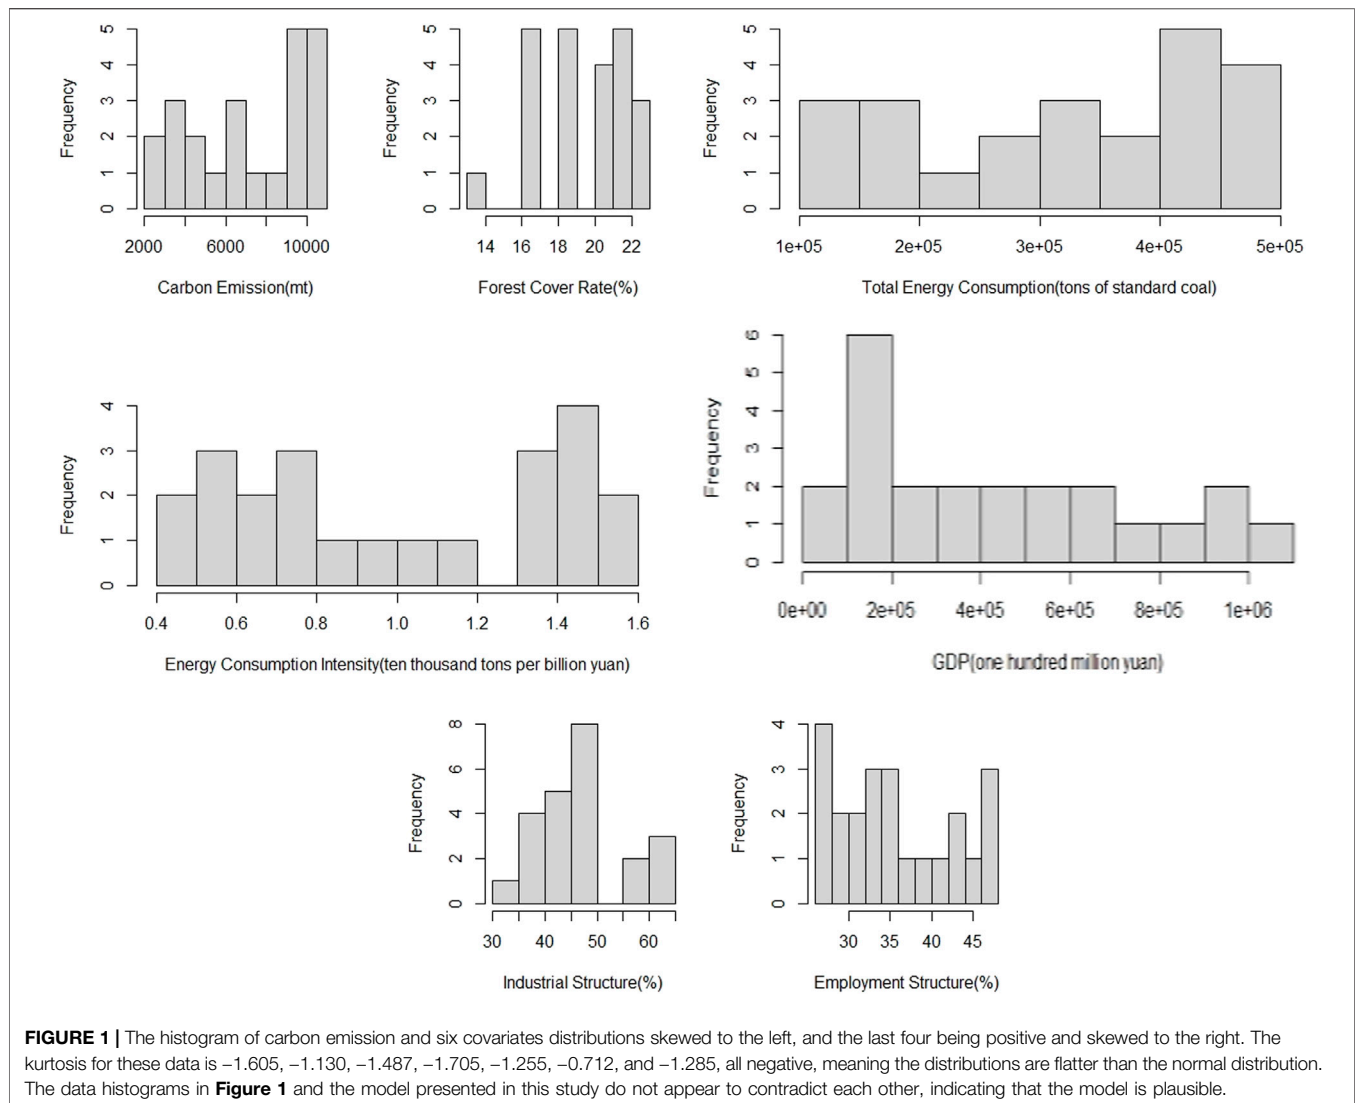 Frequency
0 1 2 3 4 5
2000 6000 10000
Carbon Emission(mt)
Frequency
0 1 2 3 4 5
14 16 18 20 22
Forest Cover Rate(%)
Frequency
0 1 2 3 4 5
1e+05 2e+05 3e+05 4e+05 5e+05
Total Energy Consumption(tons of standard coal)
Frequency
0 1 2 3 4
0.4 0.6 0.8 1.0 1.2 1.4 1.6
Energy Consumption Intensity(ten thousand tons per billion yuan)
Frequency
0 1 2 3 4 5 6
0e+00 2e+05 4e+05 6e+05 8e+05 1e+06
GDP(one hundred million yuan)
Frequency
0 2 4 6 8
30 40 50 60
Industrial Structure(%)
Frequency
0 1 2 3 4
30 35 40 45
Employment Structure(%)
FIGURE 1 | The histogram of carbon emission and six covariates distributions skewed to the left, and the last four being positive and skewed to the right. The
kurtosis for these data is −1.605, −1.130, −1.487, −1.705, −1.255, −0.712, and −1.285, all negative, meaning the distributions are flatter than the normal distribution.
The data histograms in Figure 1 and the model presented in this study do not appear to contradict each other, indicating that the model is plausible.